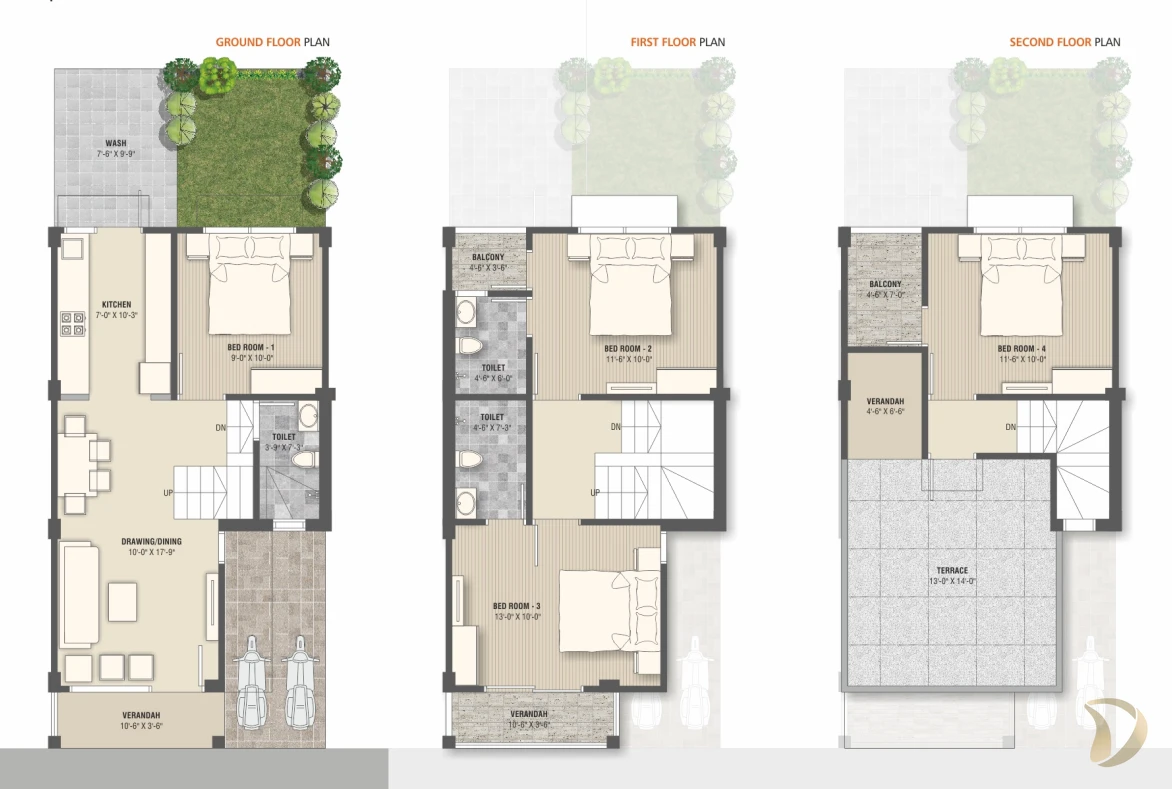 GROUND FLOOR PLAN
WASH
7'-6" X 9'-9"
KITCHEN
7'-0" X 10'-3"
BED ROOM - 1
9'-0" X 10'-0"
DN
TOILET
3'-9" X 7'-3"
UP
DRAWING/DINING
10'-0" X 17'-9"
VERANDAH
10'-6" X 3'-6"
FIRST FLOOR PLAN
BALCONY
4'-6" X 3'-6"
BED ROOM - 2
11'-6" X 10'-0"
TOILET
4'-6" X 6'-0"
TOILET
4'-6" X 7'-3"
DN
UP
BED ROOM - 3
13'-0" X 10'-0"
VERANDAH
10'-6" X 3'-6"
SECOND FLOOR PLAN
BALCONY
4'-6" X 7'-0"
BED ROOM - 4
11'-6" X 10'-0"
VERANDAH
4'-6" X 6'-6"
DN
TERRACE
13'-0" X 14'-0"